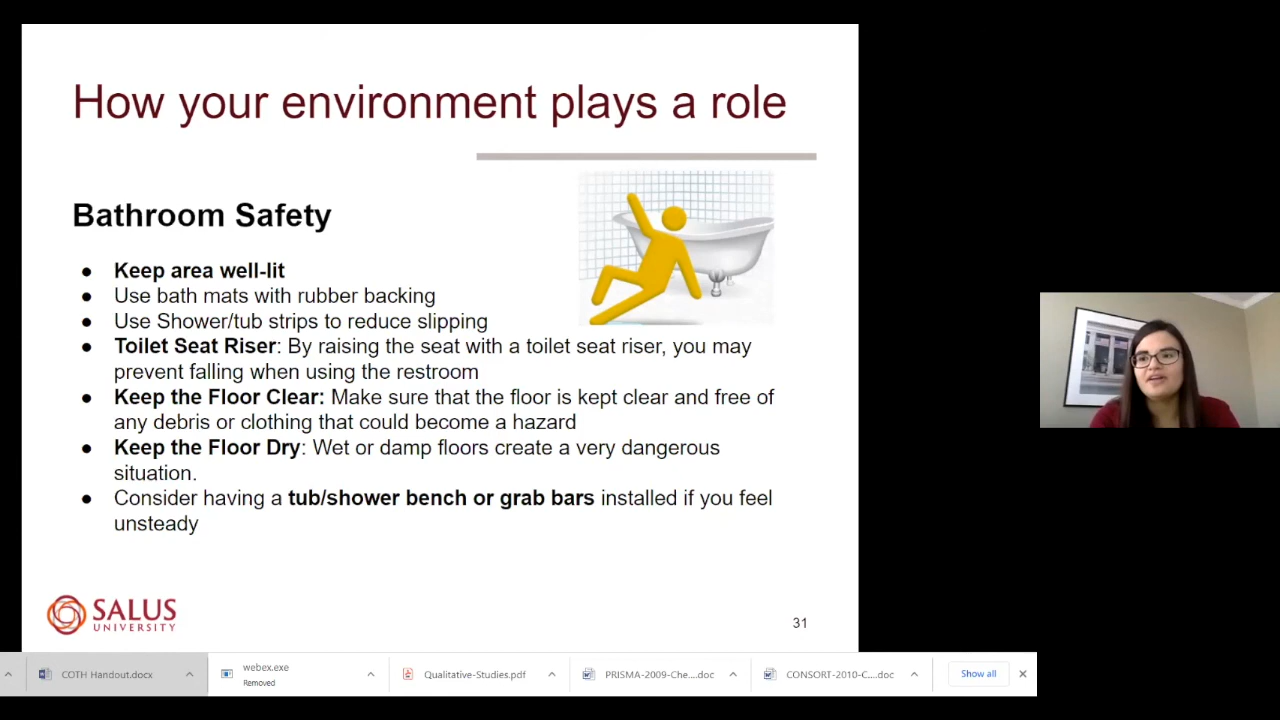 How your environment plays a role
Bathroom Safety
● Keep area well-lit
● Use bath mats with rubber backing
● Use Shower/tub strips to reduce slipping
● Toilet Seat Riser: By raising the seat with a toilet seat riser, you may
prevent falling when using the restroom
● Keep the Floor Clear: Make sure that the floor is kept clear and free of
any debris or clothing that could become a hazard
● Keep the Floor Dry: Wet or damp floors create a very dangerous
situation.
● Consider having a tub/shower bench or grab bars installed if you feel
unsteady
SALUS
UNIVERSITY
31
COTH Handout.docx
webex.exe
Removed
Qualitative-Studies.pdf
PRISMA-2009-Che....doc
CONSORT-2010-C....doc
Show all